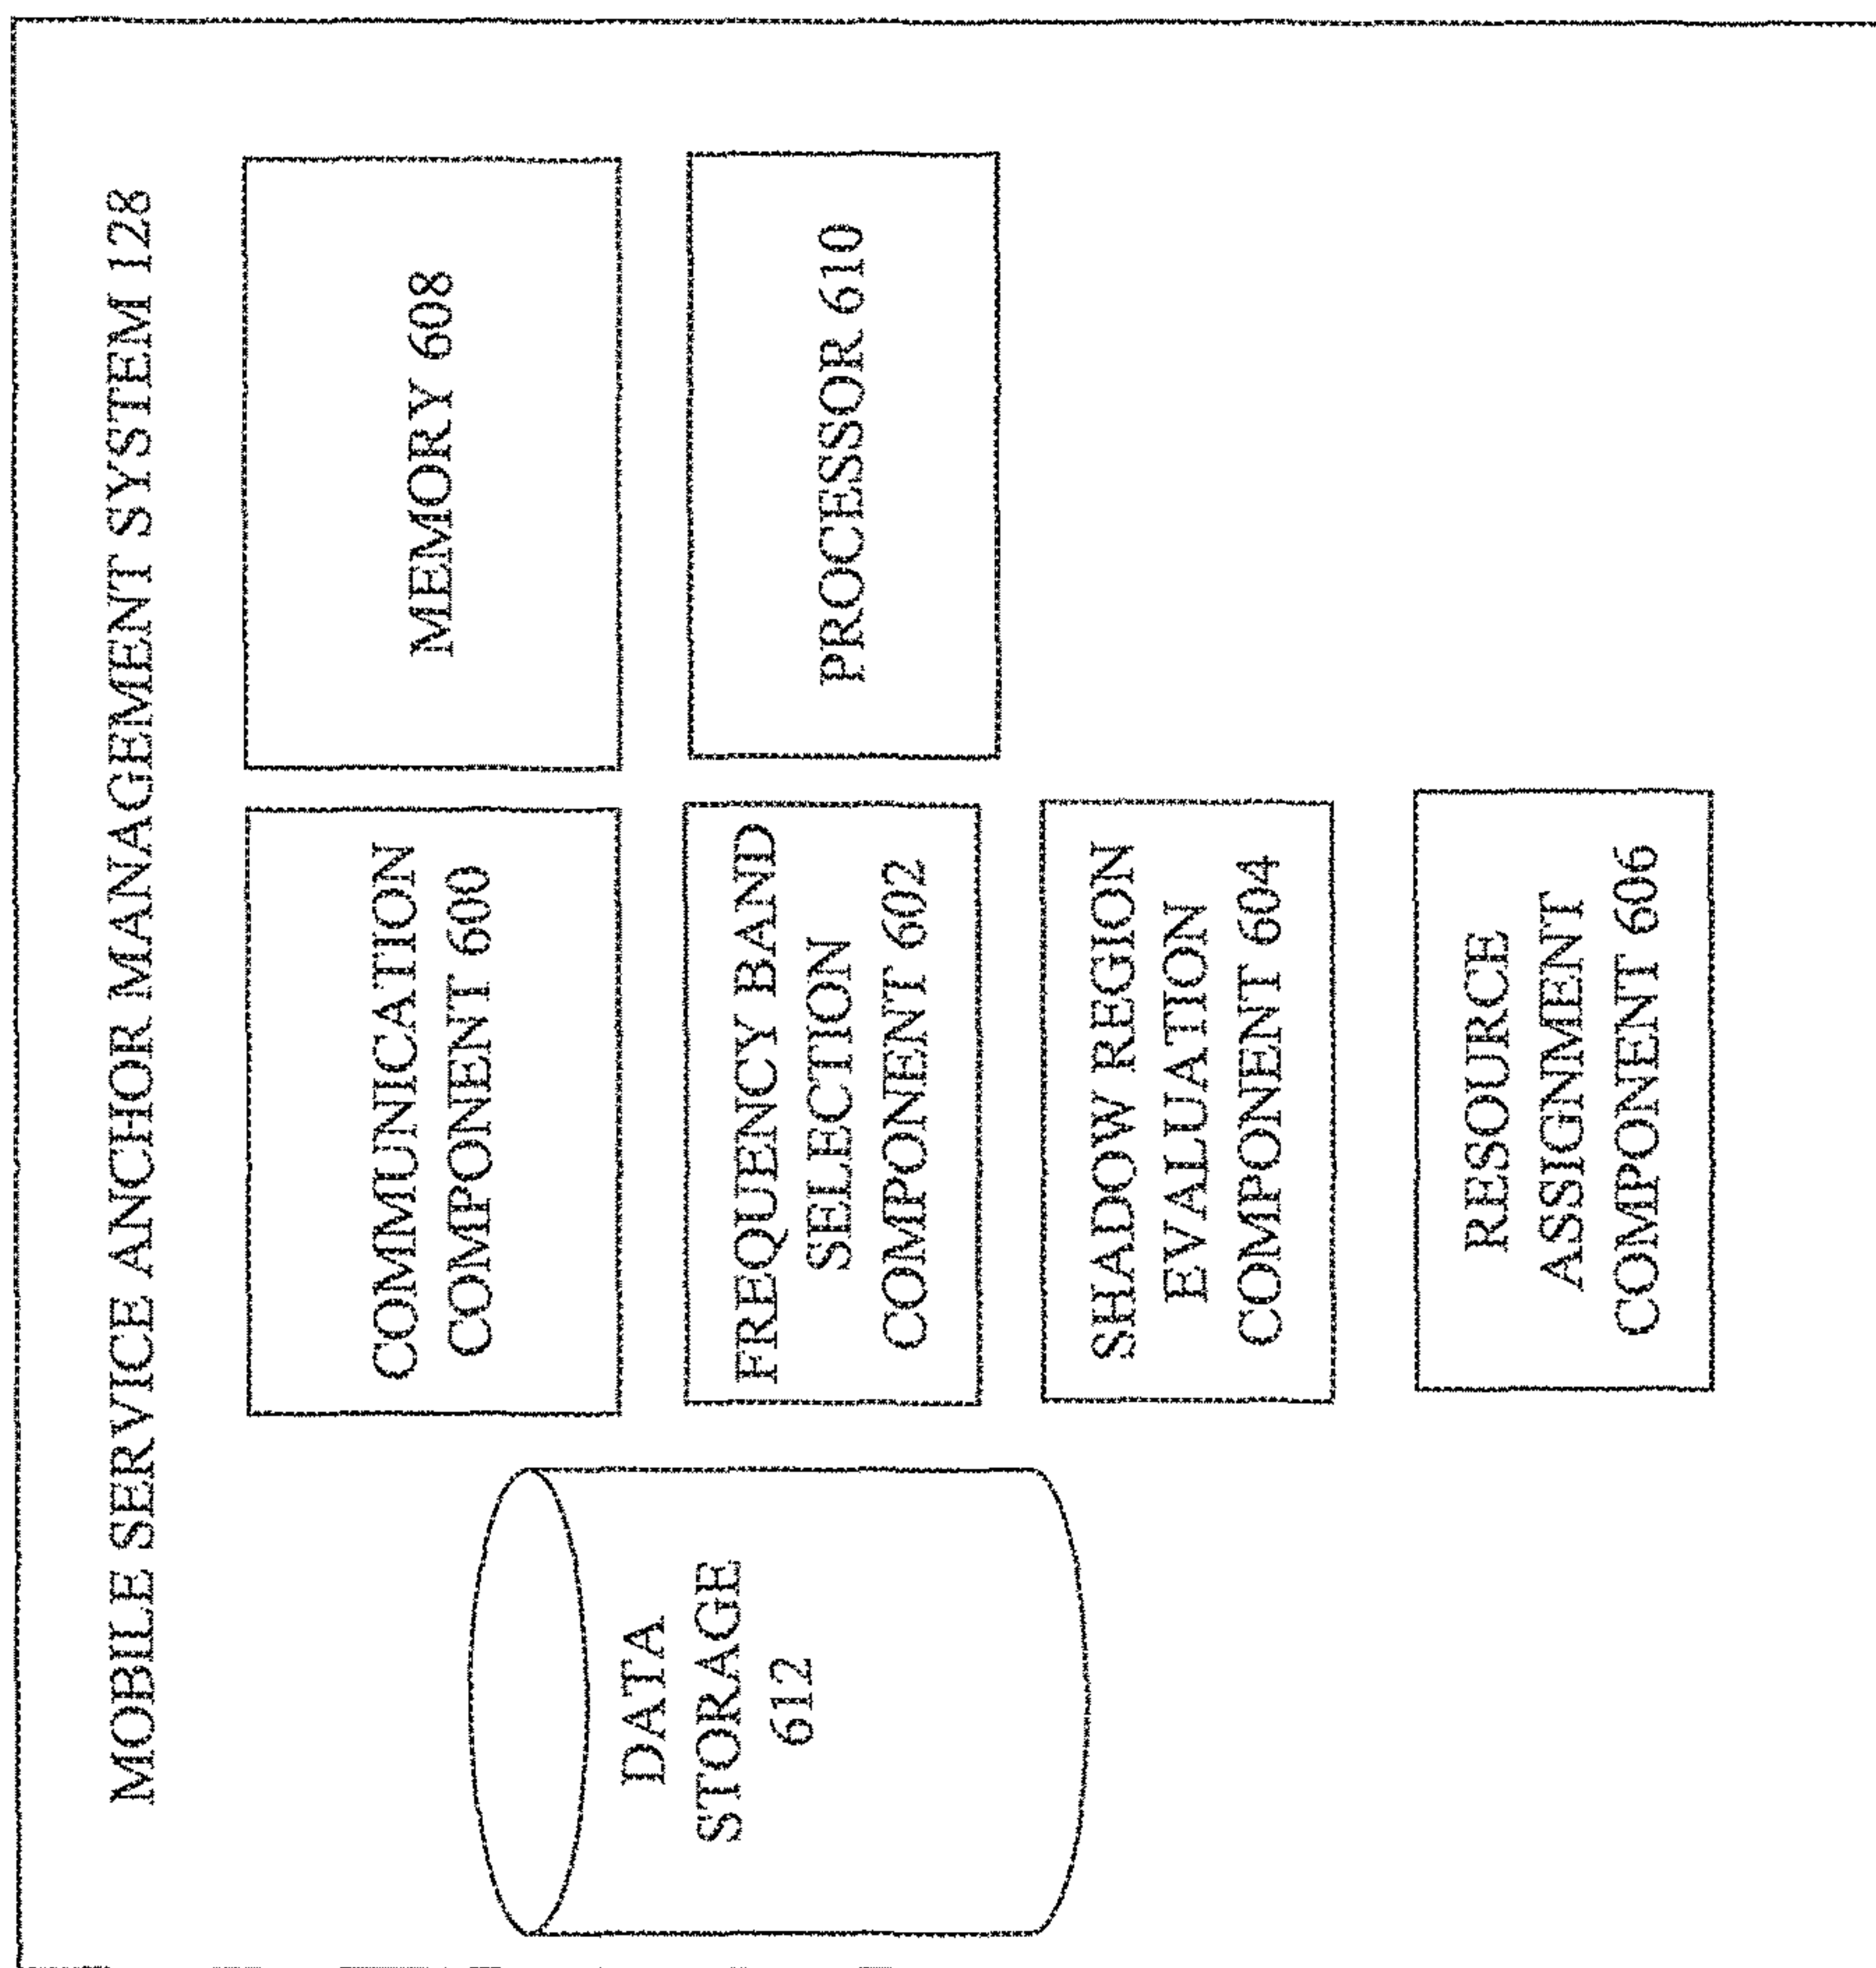 MOBILE SERVICE ANCHOR MANAGEMENT SYSTEM 128
DATA
STORAGE
612
COMMUNICATION
COMPONENT 600
FREQUENCY BAND
SELECTION
COMPONENT 602
SHADOW REGION
EVALUATION
COMPONENT 604
RESOURCE
ASSIGNMENT
COMPONENT 606
MEMORY 608
PROCESSOR 610